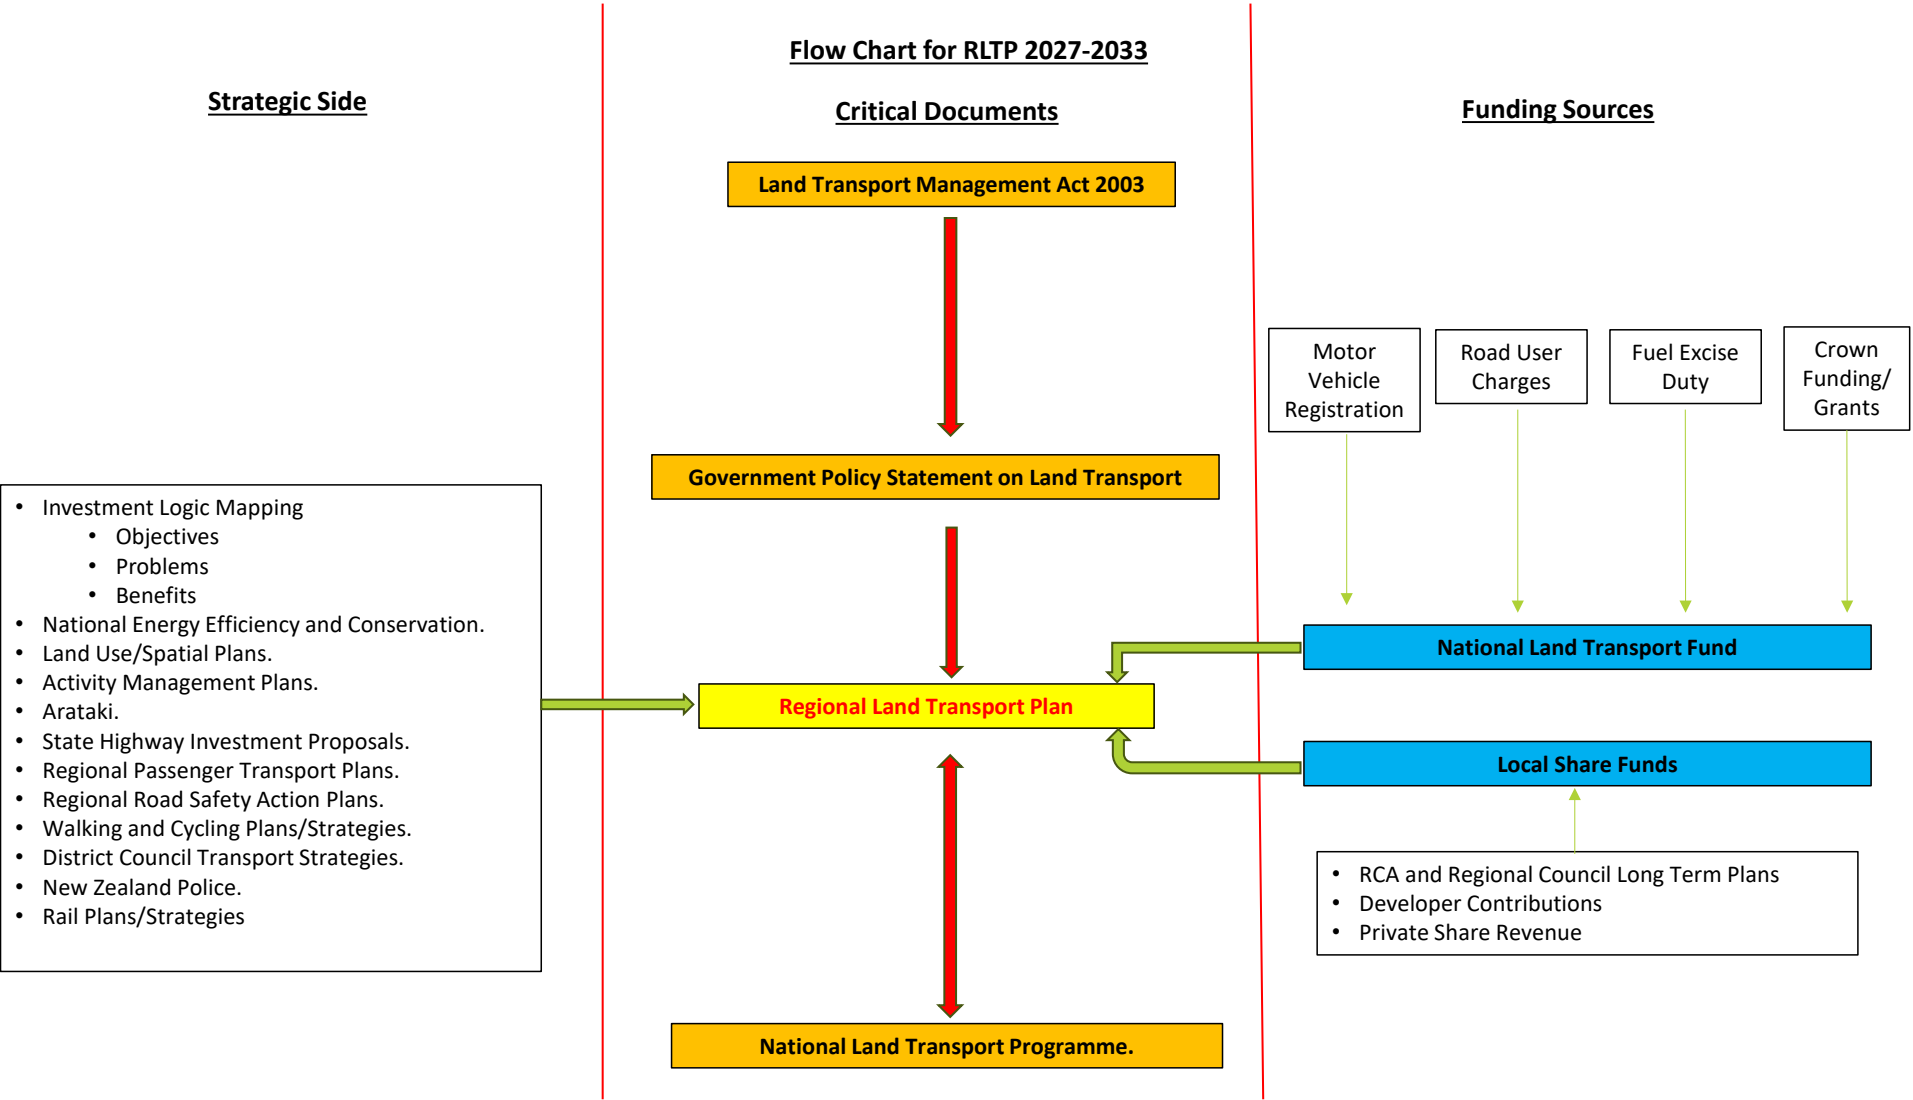 Flow Chart for RLTP 2027-2033
Strategic Side
Critical Documents
Funding Sources
Land Transport Management Act 2003
Government Policy Statement on Land Transport
Regional Land Transport Plan
National Land Transport Programme.
• Investment Logic Mapping
• Objectives
• Problems
• Benefits
• National Energy Efficiency and Conservation.
• Land Use/Spatial Plans.
• Activity Management Plans.
• Arataki.
• State Highway Investment Proposals.
• Regional Passenger Transport Plans.
• Regional Road Safety Action Plans.
• Walking and Cycling Plans/Strategies.
• District Council Transport Strategies.
• New Zealand Police.
• Rail Plans/Strategies
Motor
Vehicle
Registration
Road User
Charges
Fuel Excise
Duty
Crown
Funding/
Grants
National Land Transport Fund
Local Share Funds
• RCA and Regional Council Long Term Plans
• Developer Contributions
• Private Share Revenue